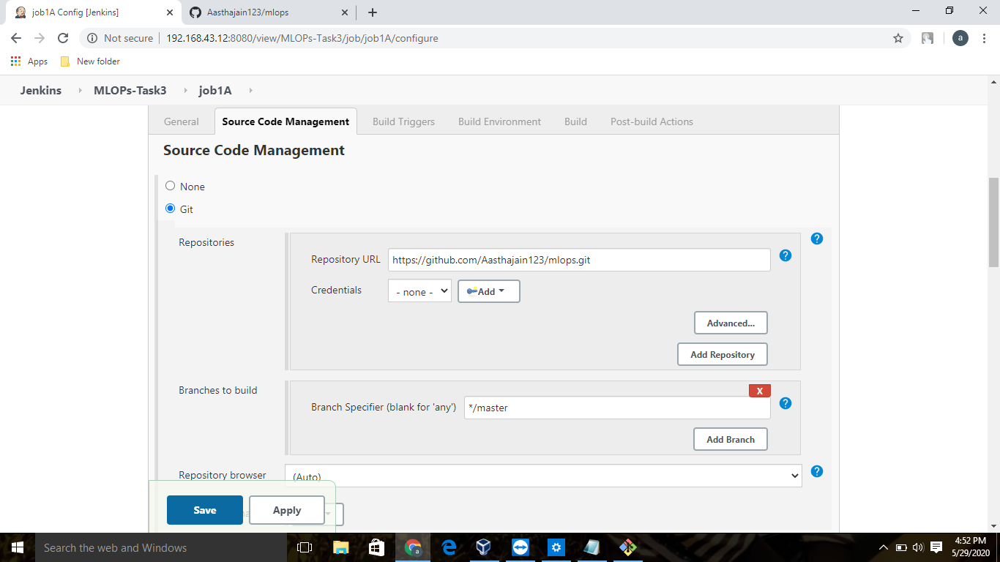 job1A Config [Jenkins]
Aasthajain123/mlops
Not secure
192.168.43.12:8080/view/MLOPs-Task3/job/job1A/configure
a
Apps
New folder
Jenkins
MLOPs-Task3
job1A
General
Source Code Management
Build Triggers
Build Environment
Build
Post-build Actions
Source Code Management
None
Git
Repositories
Repository URL
https://github.com/Aasthajain123/mlops.git
Credentials
- none -
Add
Advanced...
Add Repository
Branches to build
X
Branch Specifier (blank for 'any')
*/master
Add Branch
Repository browser
(Auto)
Save
Apply
Search the web and Windows
4:52 PM
5/29/2020